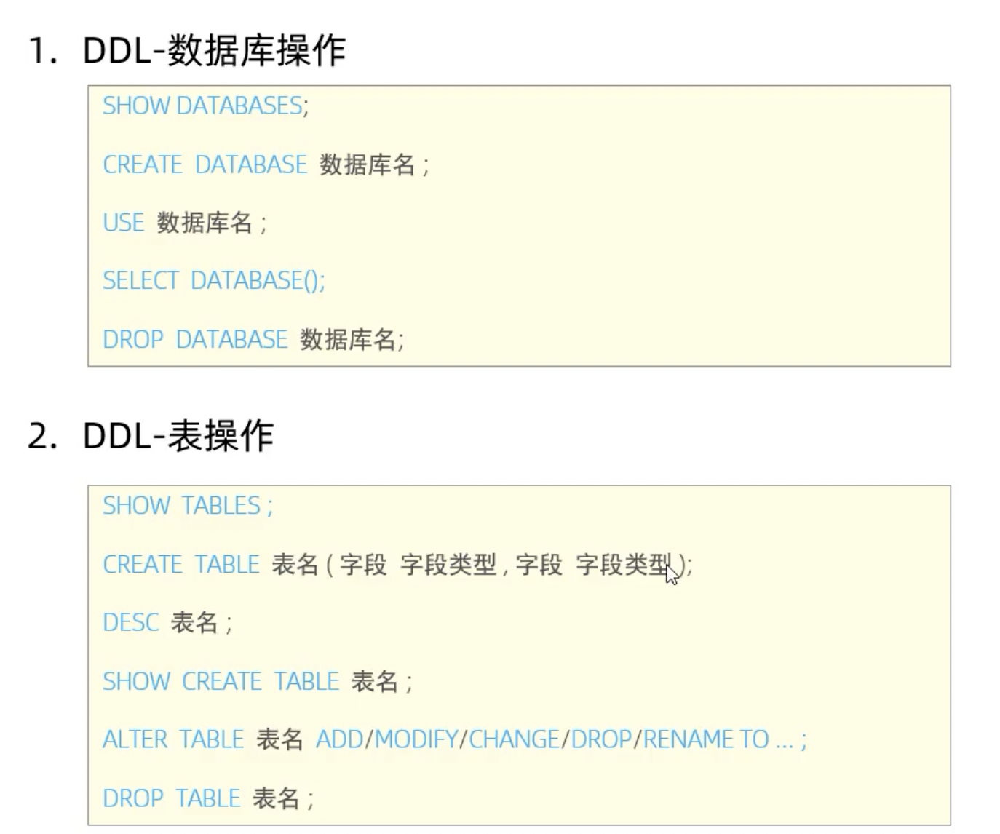 1. DDL-数据库操作
SHOW DATABASES;
CREATE DATABASE 数据库名 ;
USE 数据库名 ;
SELECT DATABASE();
DROP DATABASE 数据库名;
2. DDL-表操作
SHOW TABLES ;
CREATE TABLE 表名 ( 字段 字段类型 , 字段 字段类型 );
DESC 表名 ;
SHOW CREATE TABLE 表名 ;
ALTER TABLE 表名 ADD/MODIFY/CHANGE/DROP/RENAME TO ... ;
DROP TABLE 表名 ;